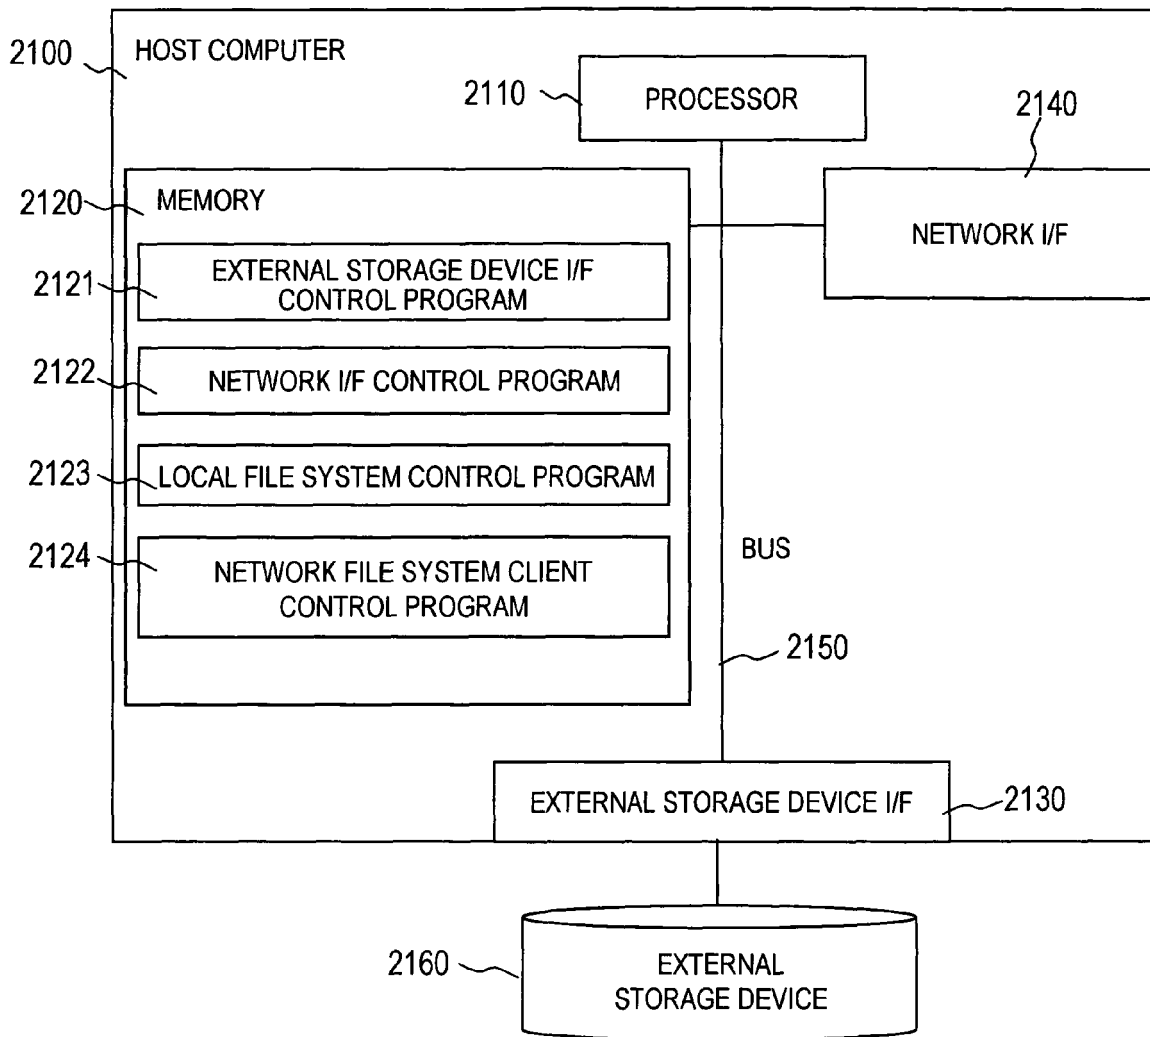 2100
HOST COMPUTER
2110
PROCESSOR
2140
NETWORK I/F
2120
MEMORY
2121
EXTERNAL STORAGE DEVICE I/F
CONTROL PROGRAM
2122
NETWORK I/F CONTROL PROGRAM
2123
LOCAL FILE SYSTEM CONTROL PROGRAM
2124
NETWORK FILE SYSTEM CLIENT
CONTROL PROGRAM
BUS
2150
EXTERNAL STORAGE DEVICE I/F
2130
2160
EXTERNAL
STORAGE DEVICE